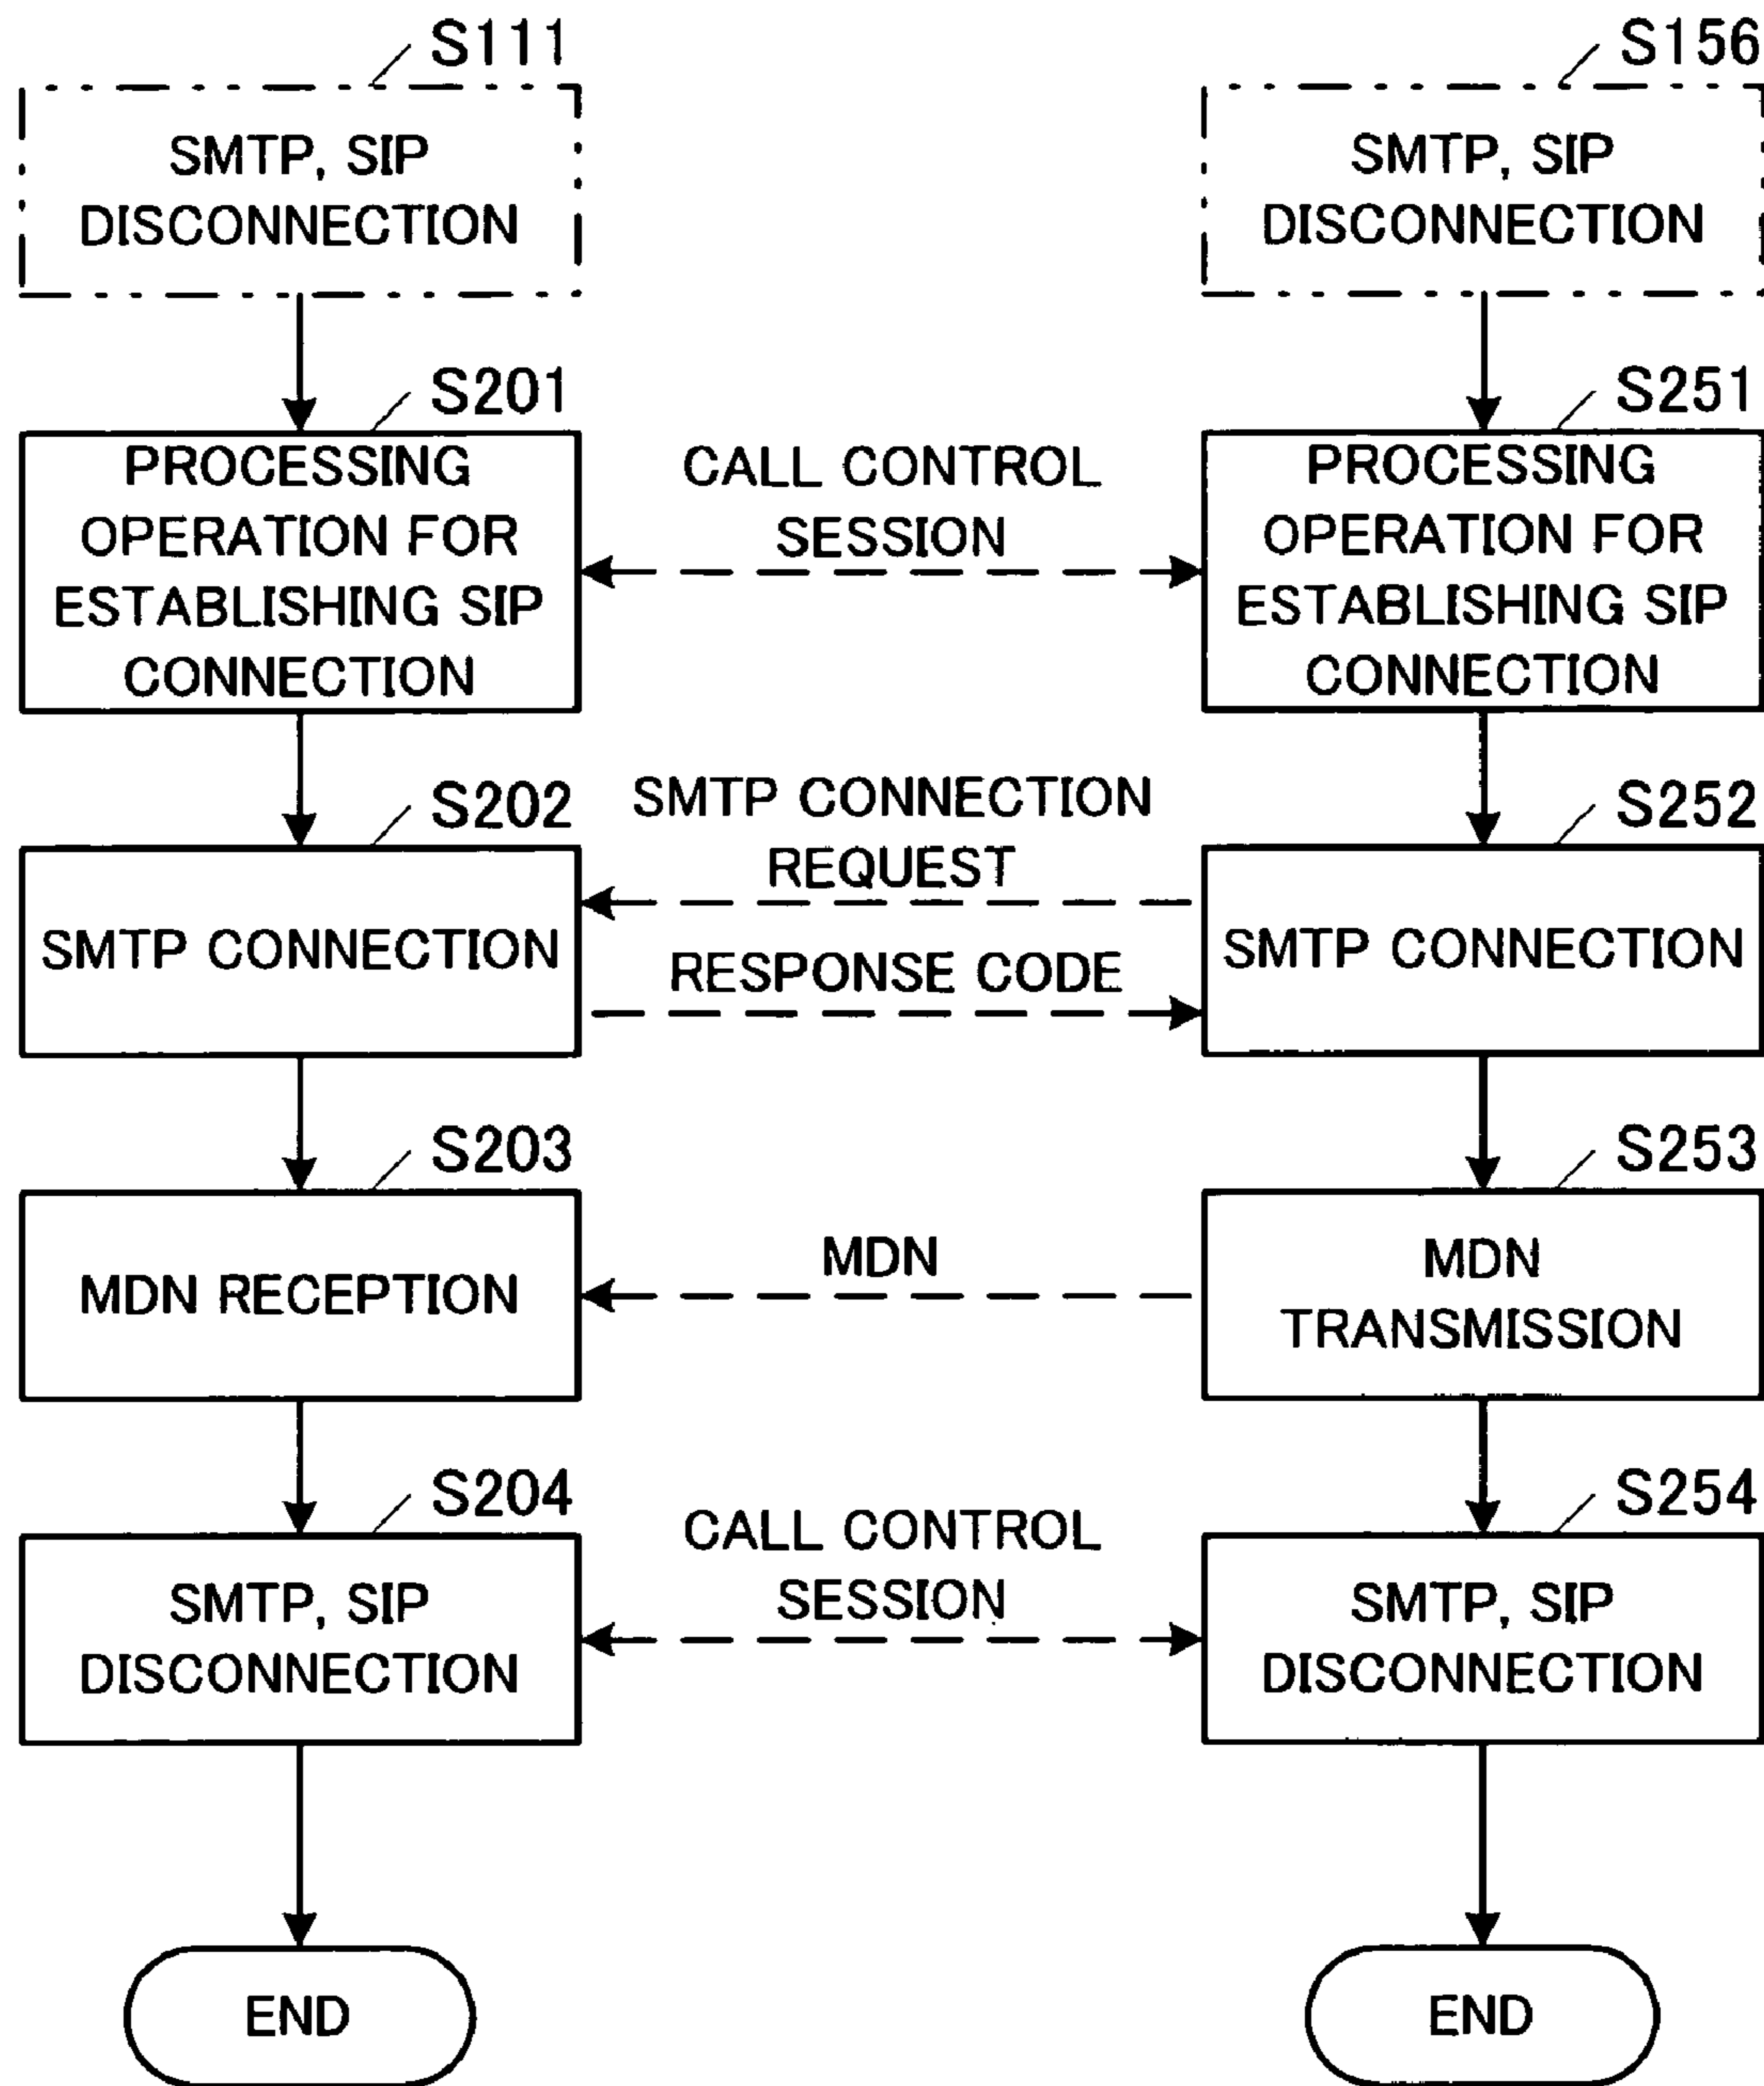 S111
S156
SMTP, SIP
DISCONNECTION
SMTP, SIP
DISCONNECTION
S201
S251
PROCESSING
OPERATION FOR
ESTABLISHING SIP
CONNECTION
CALL CONTROL
SESSION
PROCESSING
OPERATION FOR
ESTABLISHING SIP
CONNECTION
S202
SMTP CONNECTION
REQUEST
S252
SMTP CONNECTION
RESPONSE CODE
SMTP CONNECTION
S203
S253
MDN RECEPTION
MDN
MDN
TRANSMISSION
S204
S254
SMTP, SIP
DISCONNECTION
CALL CONTROL
SESSION
SMTP, SIP
DISCONNECTION
END
END